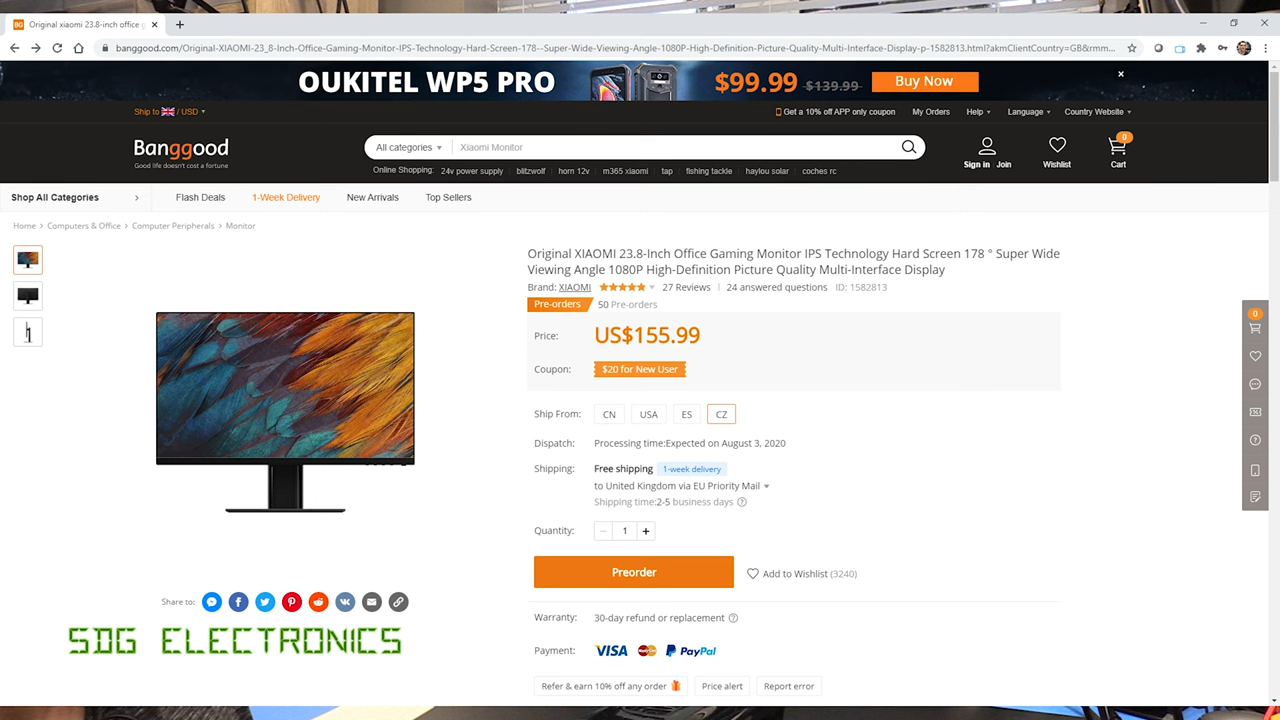 Original xiaomi 23.8-inch office g
banggood.com/Original-XIAOMI-23_8-Inch-Office-Gaming-Monitor-IPS-Technology-Hard-Screen-178--Super-Wide-Viewing-Angle-1080P-High-Definition-Picture-Quality-Multi-Interface-Display-p-1582813.html?akmClientCountry=GB&rmm...
OUKITEL WP5 PRO $99.99 $139.99 Buy Now
Ship to / USD Get a 10% off APP only coupon My Orders Help Language Country Website
Banggood
Good life doesn't cost a fortune
All categories Xiaomi Monitor
Sign in Join Wishlist 0 Cart
Online Shopping: 24v power supply blitzwolf horn 12v m365 xiaomi tap fishing tackle haylou solar coches rc
Shop All Categories > Flash Deals 1-Week Delivery New Arrivals Top Sellers
Home > Computers & Office > Computer Peripherals > Monitor
Original XIAOMI 23.8-Inch Office Gaming Monitor IPS Technology Hard Screen 178 ° Super Wide
Viewing Angle 1080P High-Definition Picture Quality Multi-Interface Display
Brand: XIAOMI 27 Reviews 24 answered questions ID: 1582813
Pre-orders 50 Pre-orders
Price: US$155.99
Coupon: $20 for New User
Ship From: CN USA ES CZ
Dispatch: Processing time:Expected on August 3, 2020
Shipping: Free shipping 1-week delivery
to United Kingdom via EU Priority Mail
Shipping time:2-5 business days
Quantity: 1
Preorder Add to Wishlist (3240)
Share to:
SDG ELECTRONICS
Warranty: 30-day refund or replacement
Payment: VISA MasterCard PayPal
Refer & earn 10% off any order Price alert Report error
0